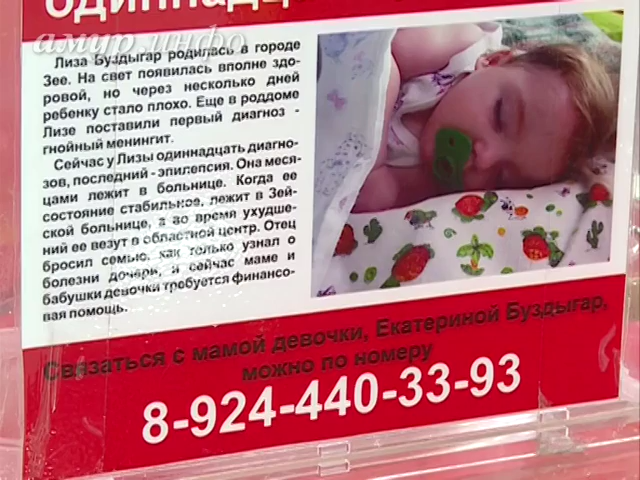 одиннадц
амур.инфо
Лиза Буздыгар родилась в городе
Зее. На свет появилась вполне здо-
ровой, но через несколько дней
ребенку стало плохо. Еще в роддоме
Лизе поставили первый диагноз -
гнойный менингит.
Сейчас у Лизы одиннадцать диагно-
зов, последний - эпилепсия. Она меся-
цами лежит в больнице. Когда ее
состояние стабильное, лежит в Зей-
ской больнице, а во время ухудше-
ний ее везут в областной центр. Отец
бросил семью, как только узнал о
болезни дочери, и сейчас маме и
бабушки девочки требуется финансо-
вая помощь.
Связаться с мамой девочки, Екатериной Буздыгар,
можно по номеру
8-924-440-33-93